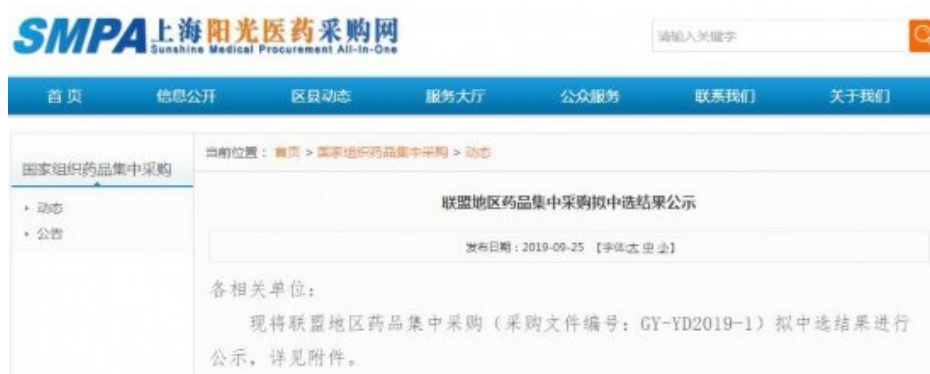 SMPA 上海阳光医药采购网
Sunshine Medical Procurement All-In-One
请输入关键字
首页 信息公开 区县动态 服务大厅 公众服务 联系我们 关于我们
当前位置：首页 > 国家组织药品集中采购 > 动态
国家组织药品集中采购
动态
公告
联盟地区药品集中采购拟中选结果公示
发布日期：2019-09-25 【字体:大 中 小】
各相关单位：
现将联盟地区药品集中采购（采购文件编号：GY-YD2019-1）拟中选结果进行
公示，详见附件。